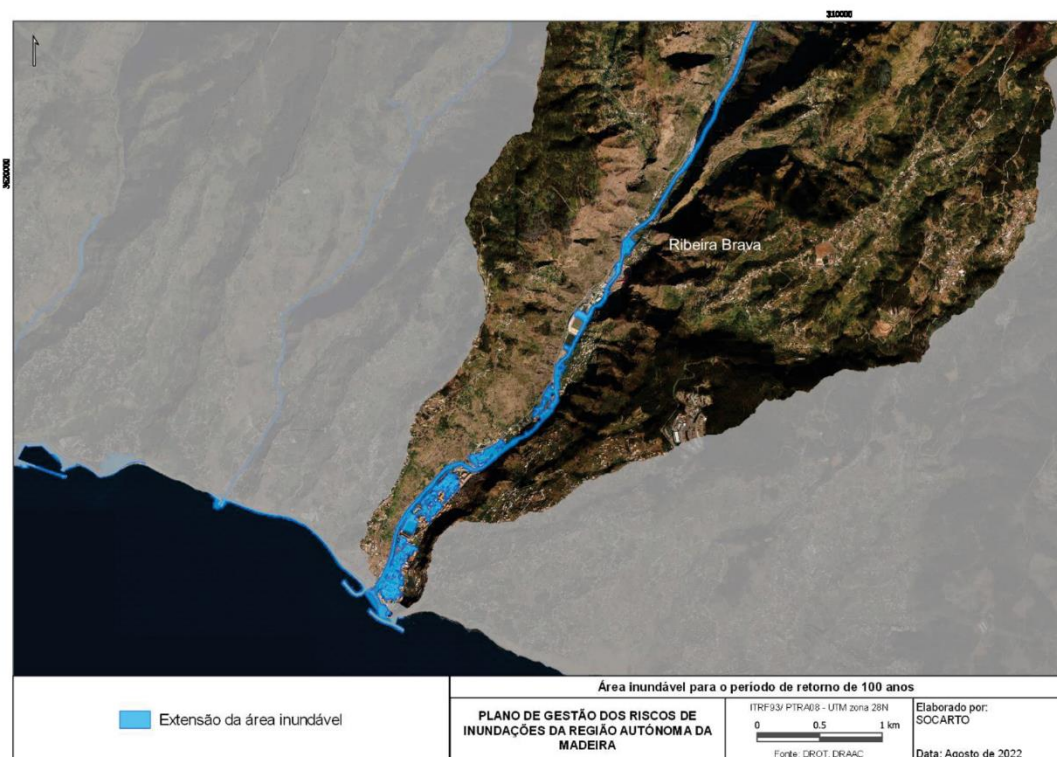 310000
3620000
Ribeira Brava
Extensão da área inundável
Área inundável para o período de retorno de 100 anos
PLANO DE GESTÃO DOS RISCOS DE
INUNDAÇÕES DA REGIÃO AUTÓNOMA DA
MADEIRA
ITRF93/ PTRA08 - UTM zona 28N
0 0.5 1 km
Fonte: DROT, DRAAC
Elaborado por:
SOCARTO
Data: Agosto de 2022